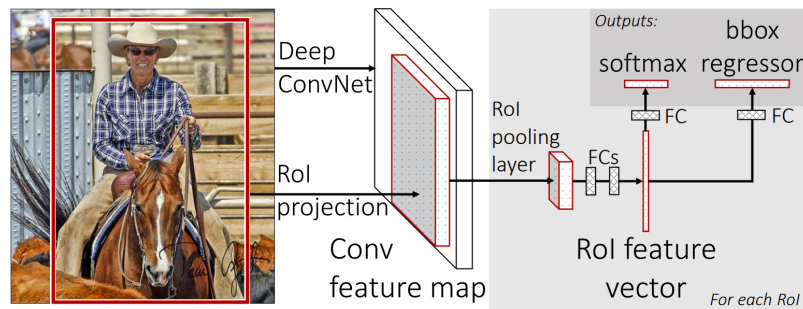 Deep
ConvNet
RoI
projection
Conv
feature map
RoI
pooling
layer
FCs
Outputs:
softmax
bbox
regressor
FC
FC
RoI feature
vector
For each RoI